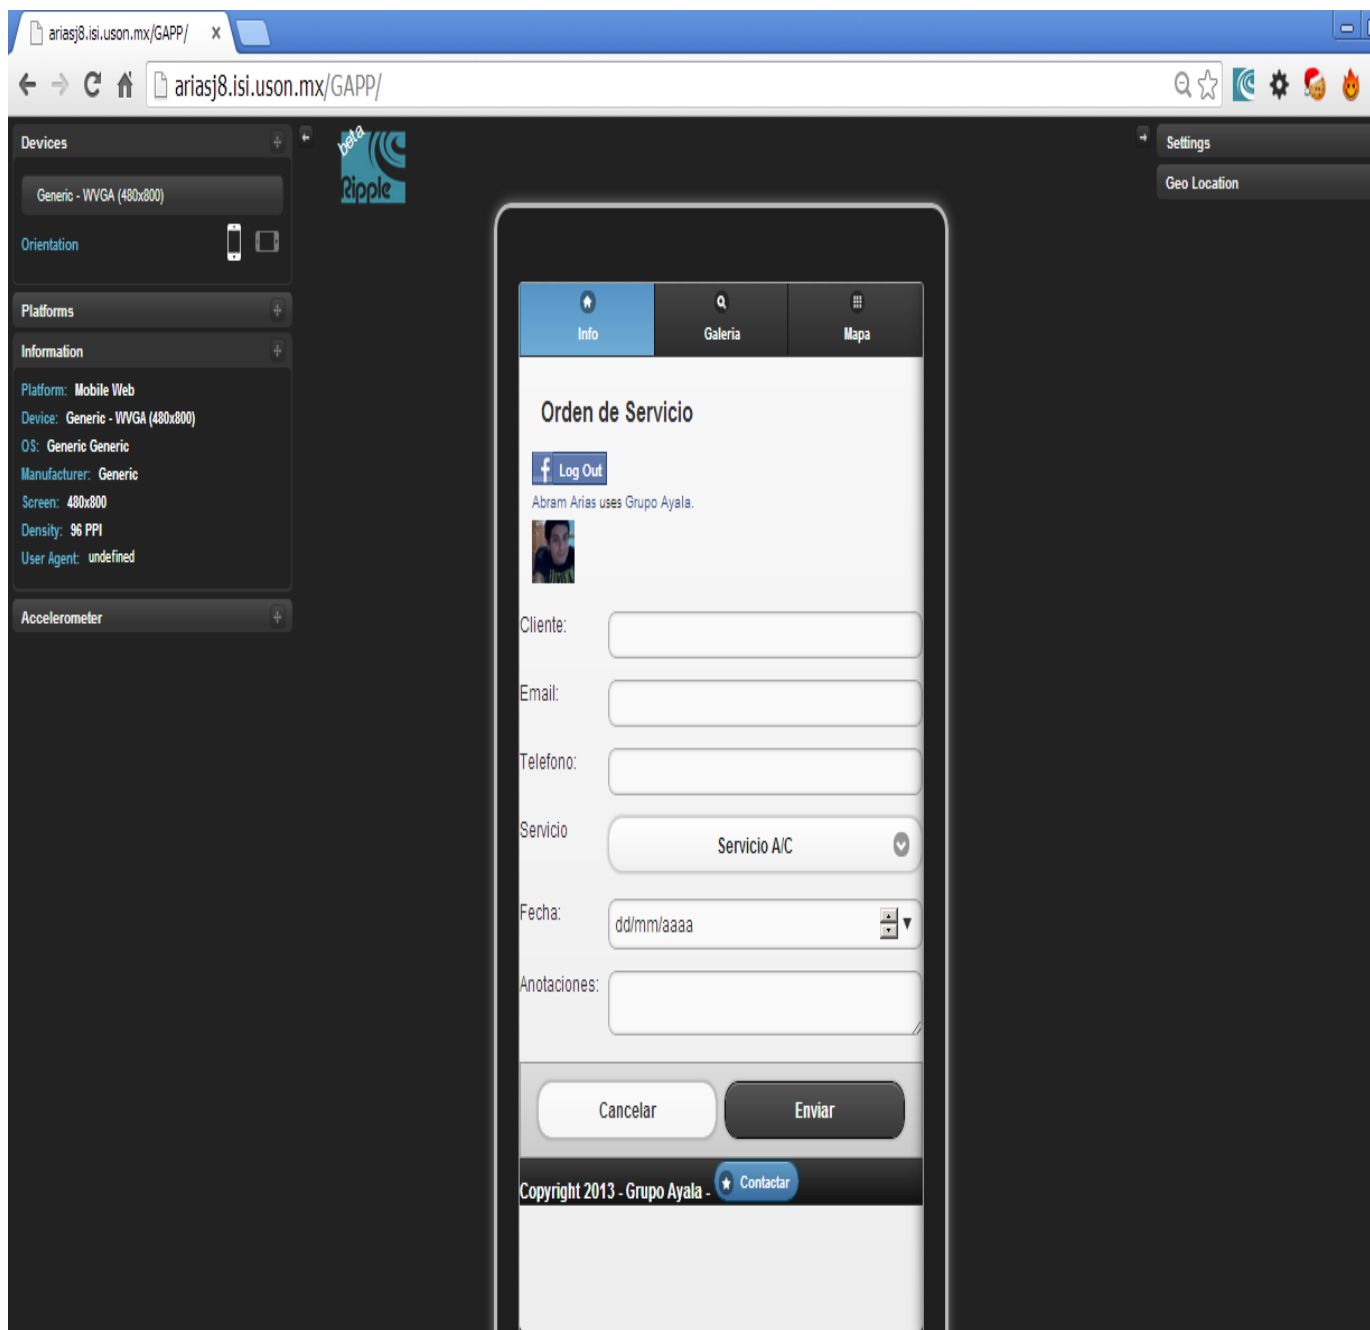 ariasj8.isi.uson.mx/GAPP/
ariasj8.isi.uson.mx/GAPP/
Devices
Generic - WVGA (480x800)
Orientation
Platforms
Information
Platform: Mobile Web
Device: Generic - WVGA (480x800)
OS: Generic Generic
Manufacturer: Generic
Screen: 480x800
Density: 96 PPI
User Agent: undefined
Accelerometer
beta
Ripple
Settings
Geo Location
Info Galeria Mapa
Orden de Servicio
f Log Out
Abram Arias uses Grupo Ayala.
Cliente:
Email:
Telefono:
Servicio Servicio A/C
Fecha: dd/mm/aaaa
Anotaciones:
Cancelar Enviar
Copyright 2013 - Grupo Ayala - Contactar